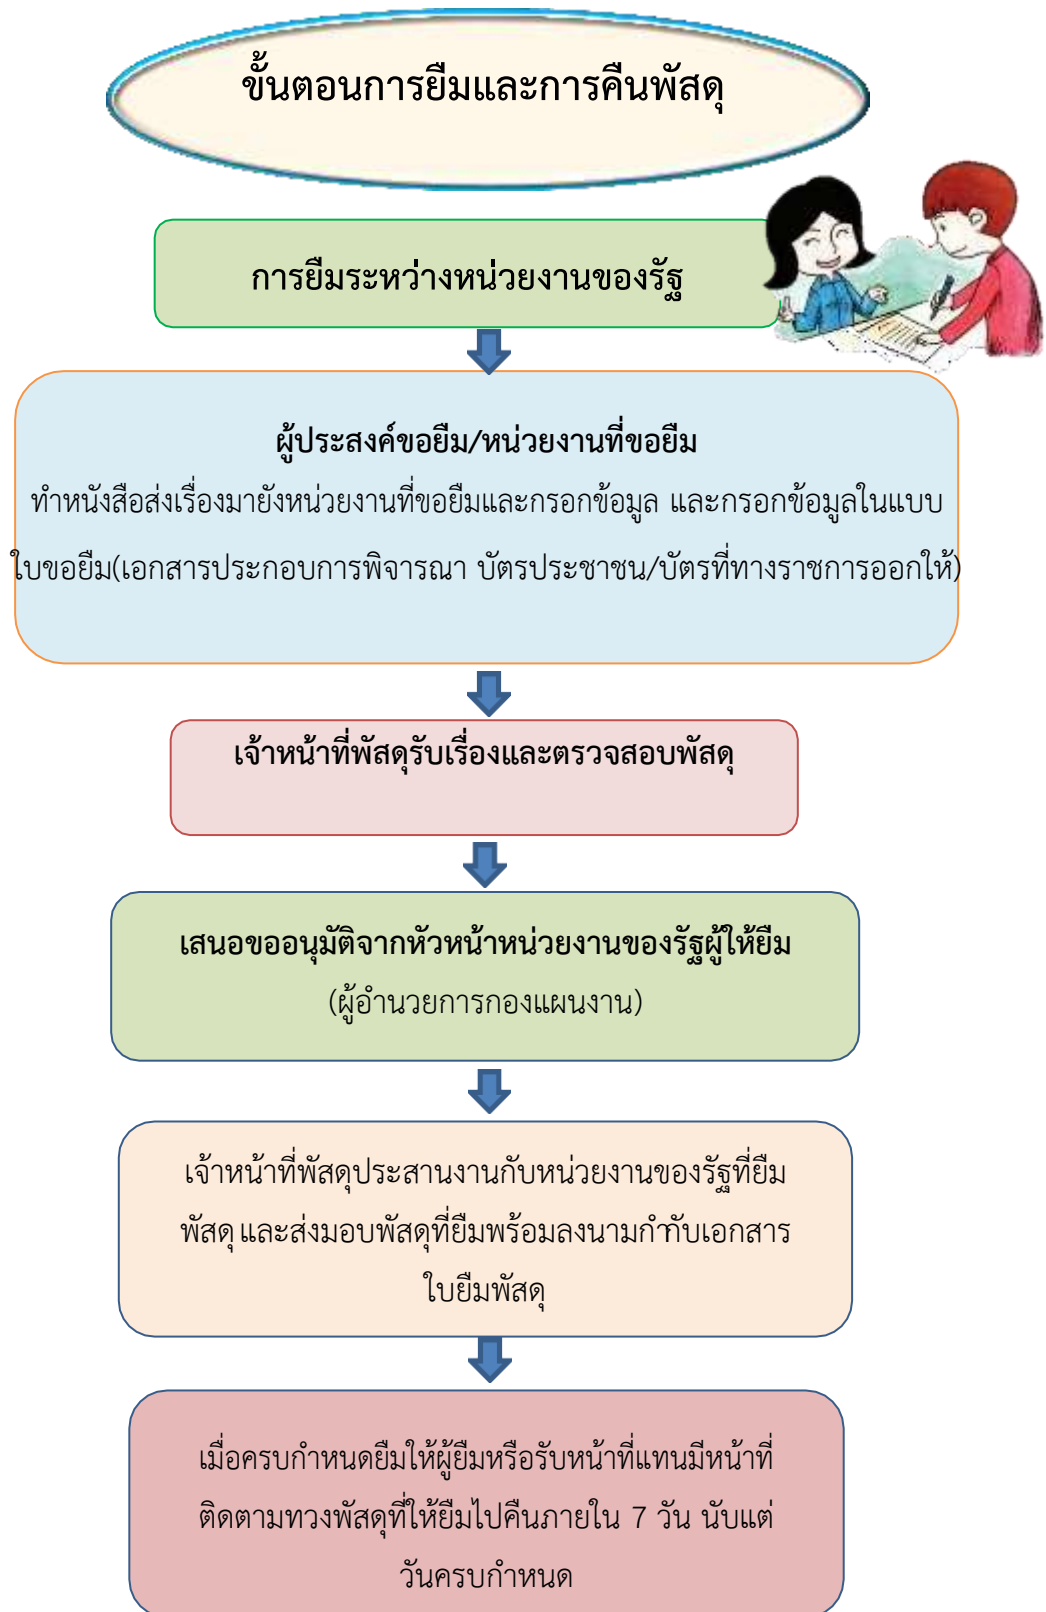 ขั้นตอนการยืมและการคืนพัสดุ
การยืมระหว่างหน่วยงานของรัฐ
ผู้ประสงค์ขอยืม/หน่วยงานที่ขอยืม
ทำหนังสือส่งเรื่องมายังหน่วยงานที่ขอยืมและกรอกข้อมูล และกรอกข้อมูลในแบบ
ใบขอยืม(เอกสารประกอบการพิจารณา บัตรประชาชน/บัตรที่ทางราชการออกให้)
เจ้าหน้าที่พัสดุรับเรื่องและตรวจสอบพัสดุ
เสนอขออนุมัติจากหัวหน้าหน่วยงานของรัฐผู้ให้ยืม
(ผู้อำนวยการกองแผนงาน)
เจ้าหน้าที่พัสดุประสานงานกับหน่วยงานของรัฐที่ยืม
พัสดุ และส่งมอบพัสดุที่ยืมพร้อมลงนามกำกับเอกสาร
ใบยืมพัสดุ
เมื่อครบกำหนดยืมให้ผู้ยืมหรือรับหน้าที่แทนมีหน้าที่
ติดตามทวงพัสดุที่ให้ยืมไปคืนภายใน 7 วัน นับแต่
วันครบกำหนด